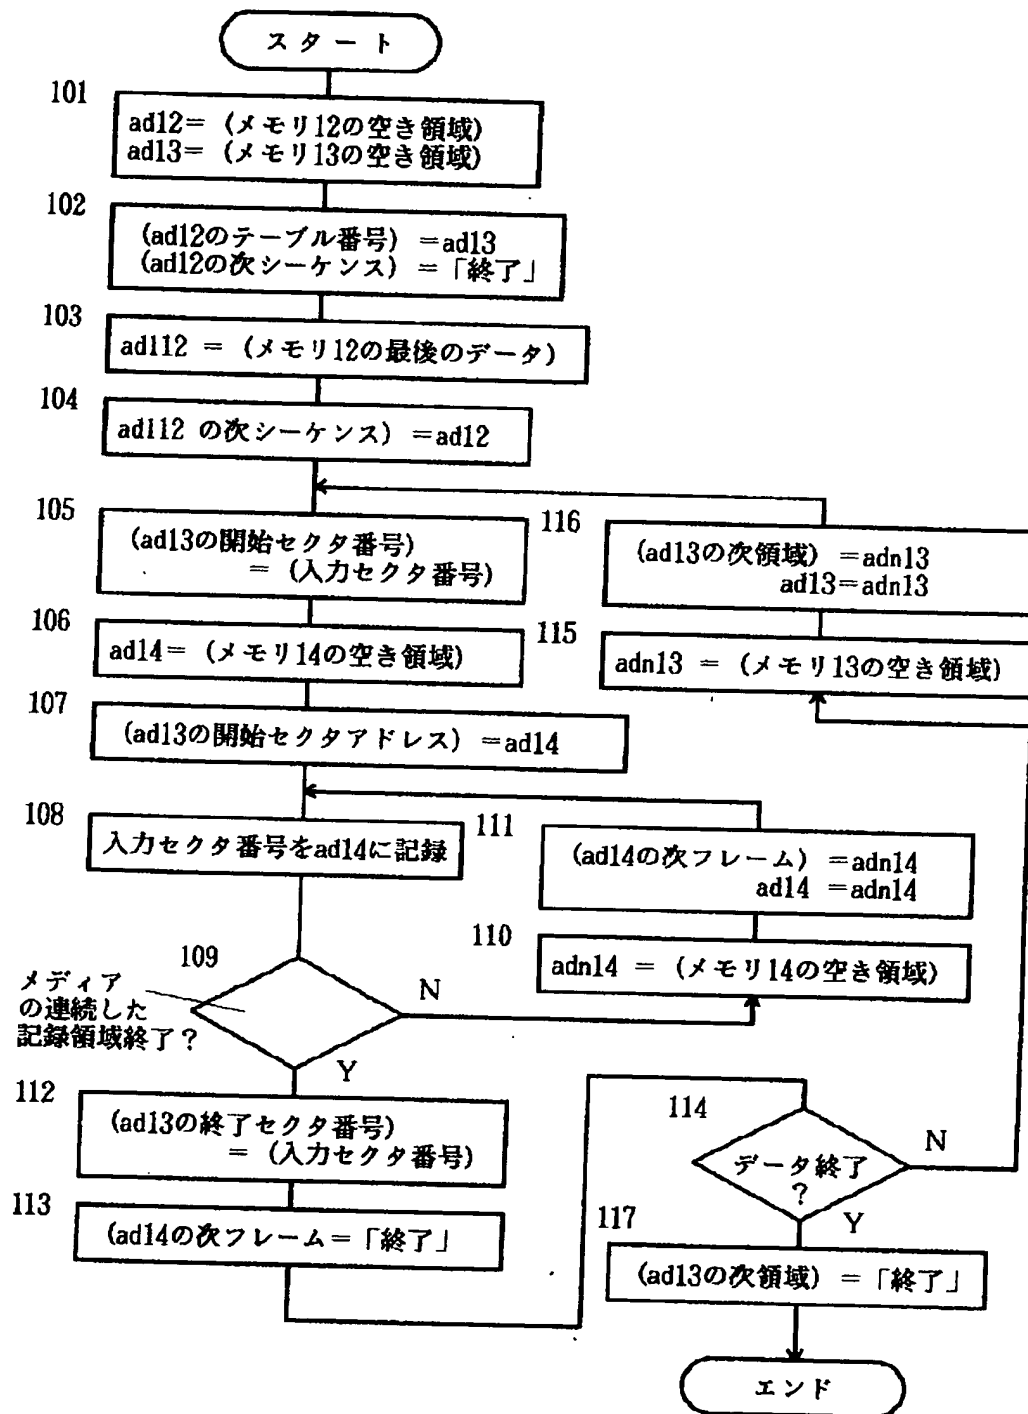 スタート
101
ad12=（メモリ12の空き領域）
ad13=（メモリ13の空き領域）
102
(ad12のテーブル番号）=ad13
(ad12の次シーケンス）=「終了」
103
ad112 =（メモリ12の最後のデータ）
104
ad112 の次シーケンス）=ad12
105
(ad13の開始セクタ番号）
=（入力セクタ番号）
106
ad14=（メモリ14の空き領域）
107
(ad13の開始セクタアドレス）=ad14
108
入力セクタ番号をad14に記録
109
メディア
の連続した
記録領域終了？
N
Y
110
adn14 =（メモリ14の空き領域）
111
(ad14の次フレーム）=adn14
ad14 =adn14
112
(ad13の終了セクタ番号）
=（入力セクタ番号）
113
(ad14の次フレーム=「終了」
114
データ終了
？
N
Y
115
adn13 =（メモリ13の空き領域）
116
(ad13の次領域）=adn13
ad13=adn13
117
(ad13の次領域）=「終了」
エンド